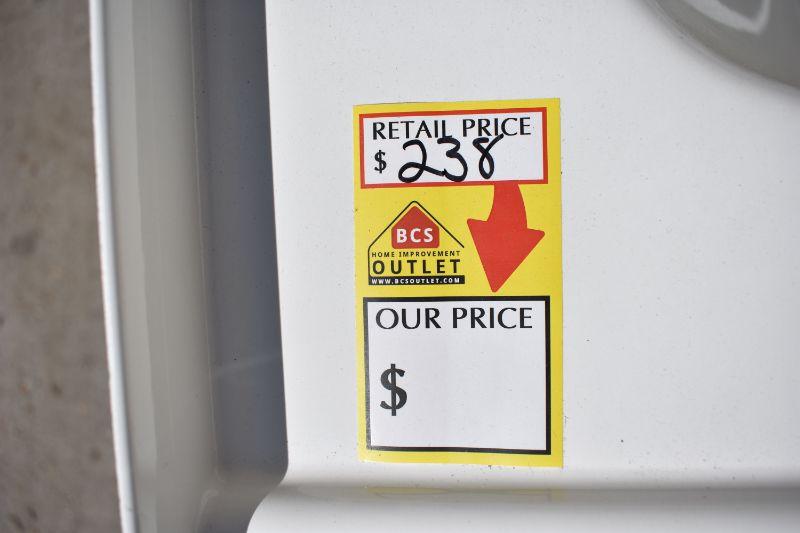 RETAIL PRICE
$ 238
BCS
HOME IMPROVEMENT
OUTLET
WWW.BCSOUTLET.COM
OUR PRICE
$